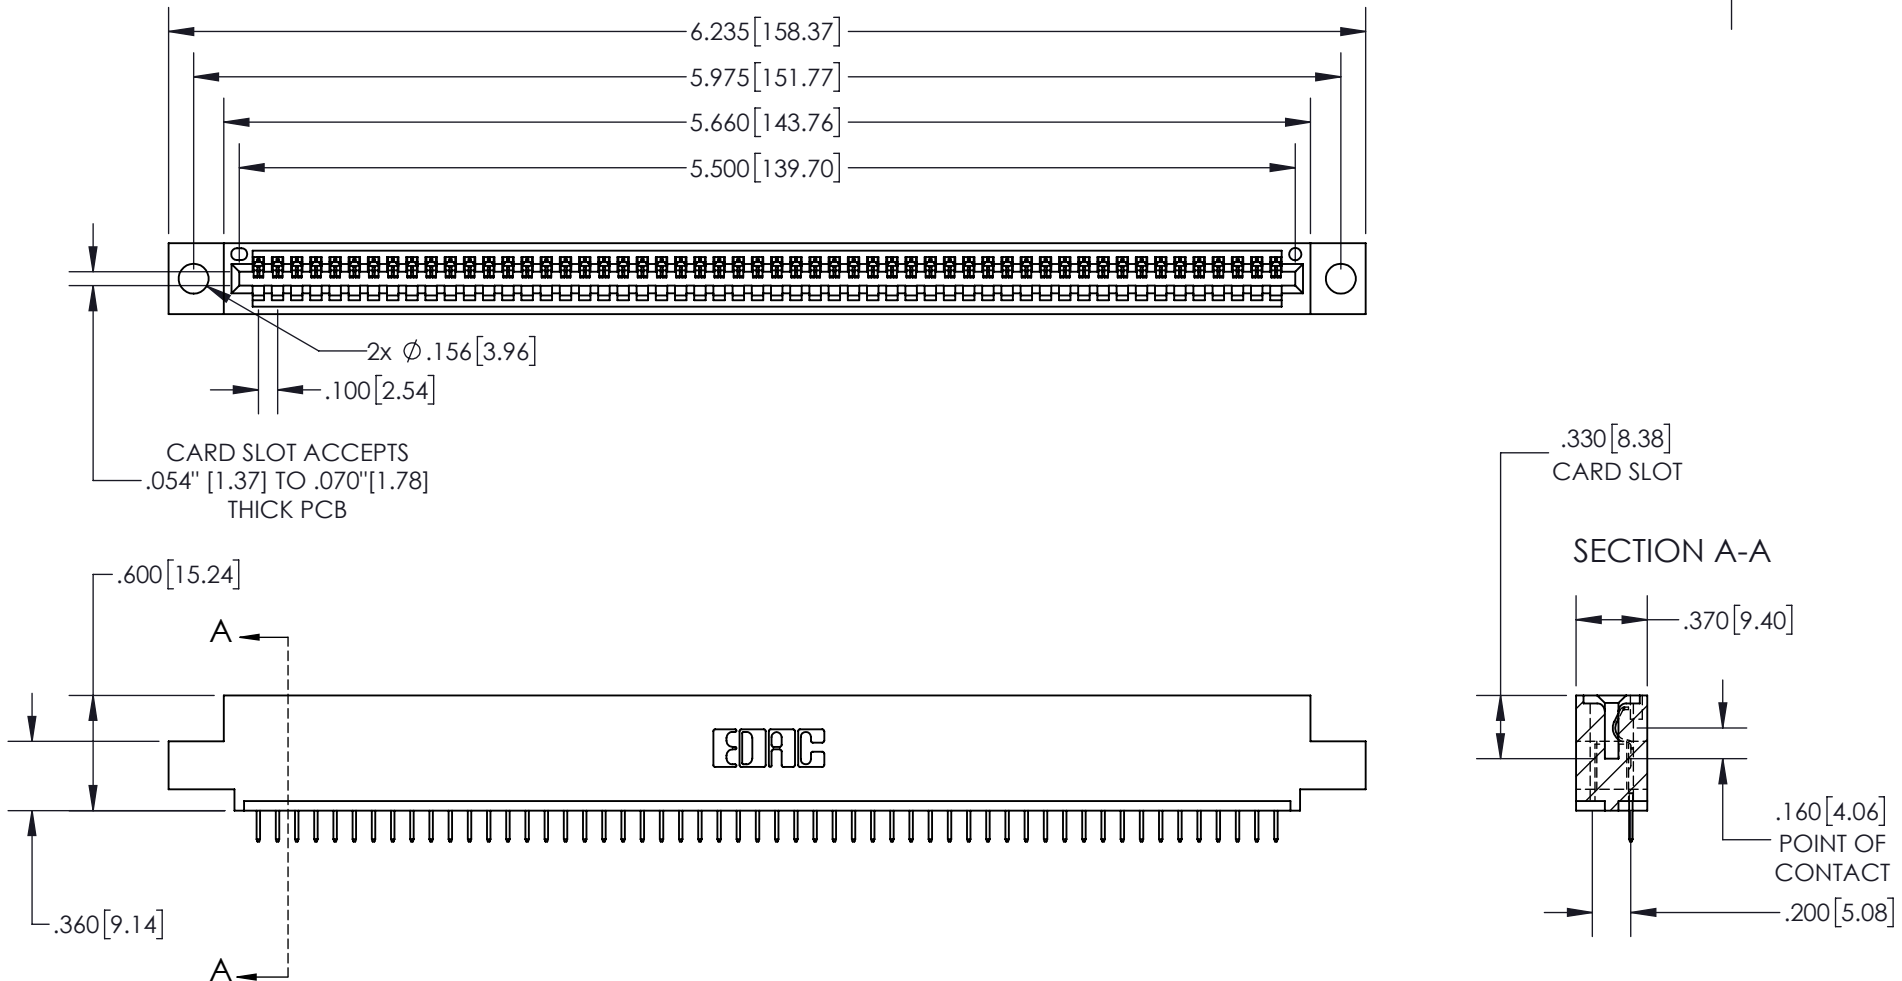 6.235[158.37]
5.975[151.77]
5.660[143.76]
5.500[139.70]
2x ∅.156[3.96]
.100[2.54]
CARD SLOT ACCEPTS
.054" [1.37] TO .070"[1.78]
THICK PCB
.330[8.38]
CARD SLOT
SECTION A-A
.600[15.24]
.370[9.40]
A
EDAC
.160[4.06]
POINT OF
CONTACT
.360[9.14]
.200[5.08]
A